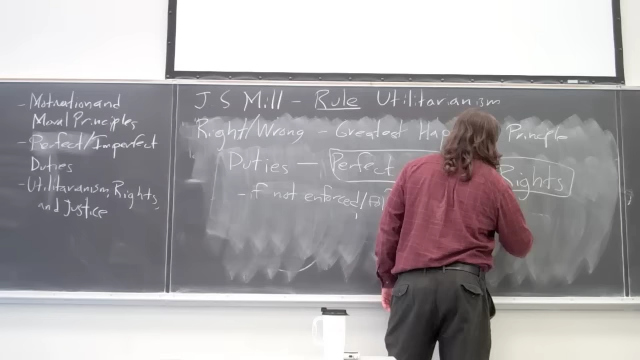 - Motivation and
Moral Principles
- Perfect/Imperfect
Duties
- Utilitarianism, Rights,
and Justice
J S Mill - Rule Utilitarianism
Right/Wrong - Greatest Principle
Duties - Perfect Rights
- if not enforced/